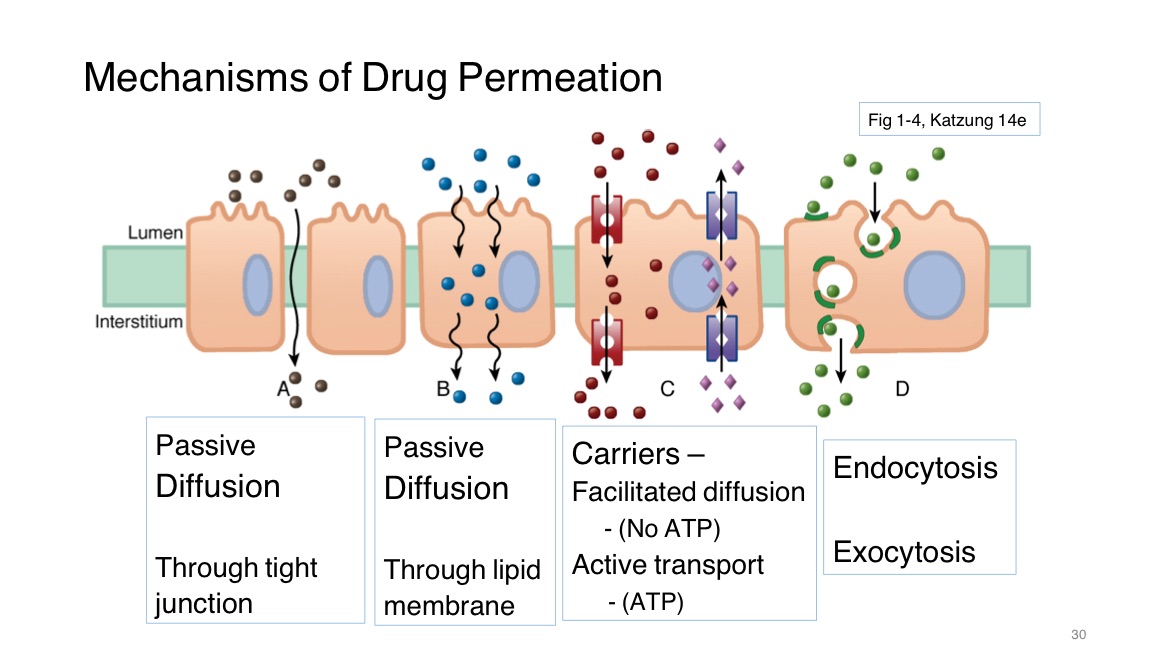 Mechanisms of Drug Permeation
Fig 1-4, Katzung 14e
Lumen
Interstitium
A
B
C
D
Passive
Diffusion
Through tight
junction
Passive
Diffusion
Through lipid
membrane
Carriers –
Facilitated diffusion
- (No ATP)
Active transport
- (ATP)
Endocytosis
Exocytosis
30